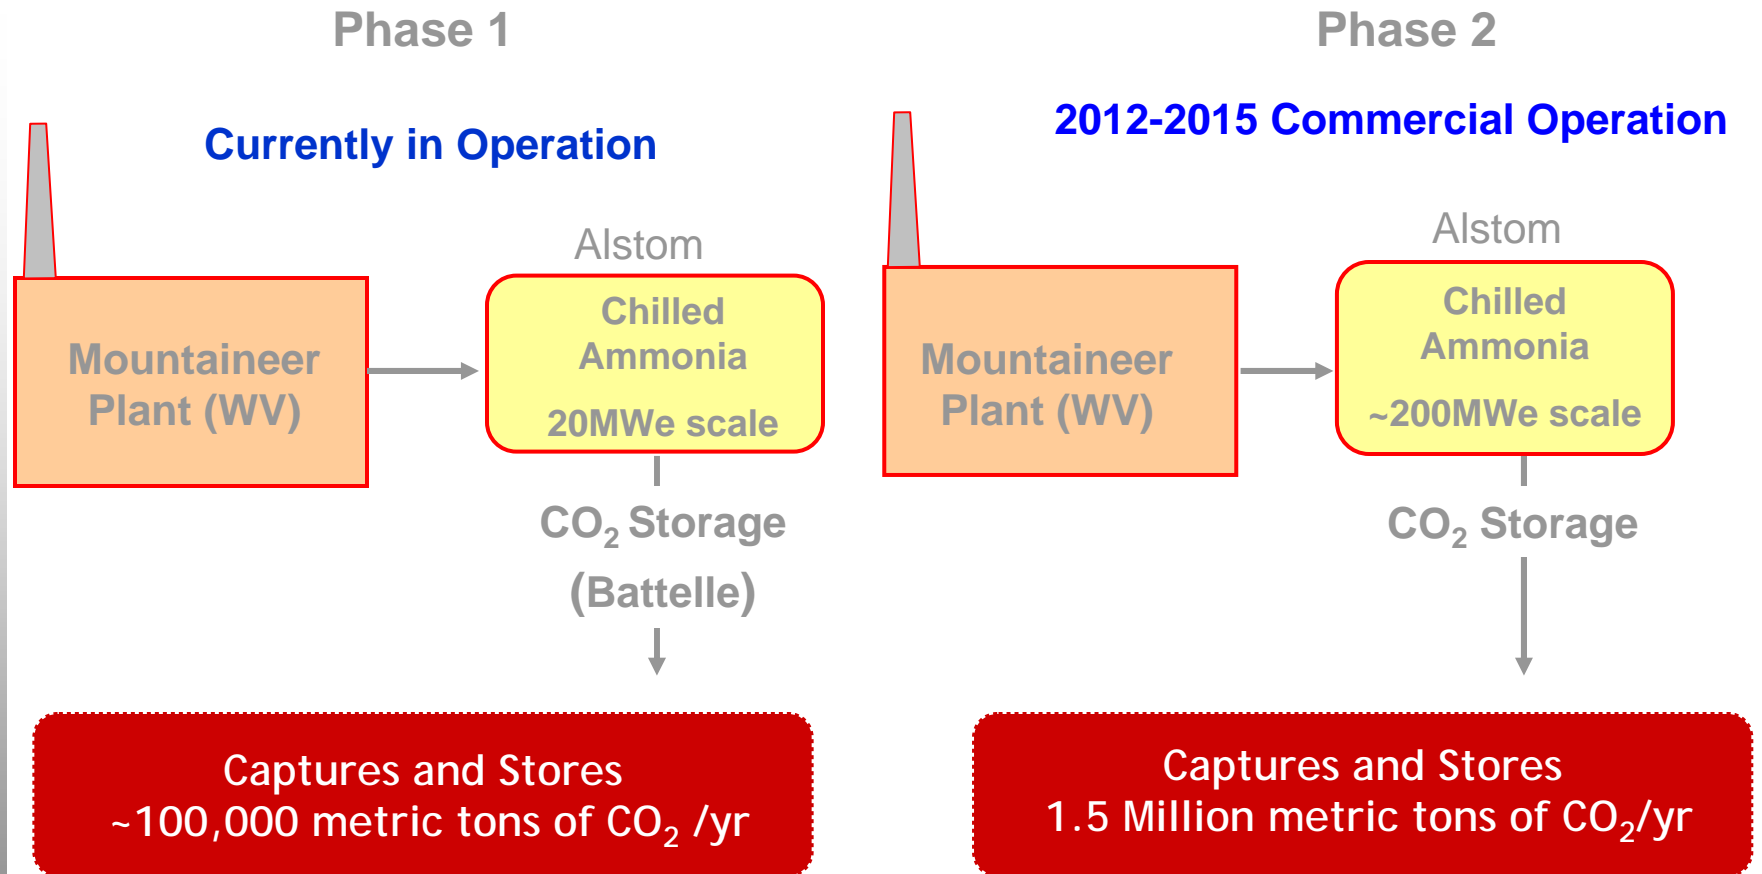 Phase 1
Currently in Operation
Alstom
Mountaineer
Plant (WV)
Chilled
Ammonia
20MWe scale
CO₂ Storage
(Battelle)
Captures and Stores
~100,000 metric tons of CO₂ /yr
Phase 2
2012-2015 Commercial Operation
Alstom
Mountaineer
Plant (WV)
Chilled
Ammonia
~200MWe scale
CO₂ Storage
Captures and Stores
1.5 Million metric tons of CO₂/yr